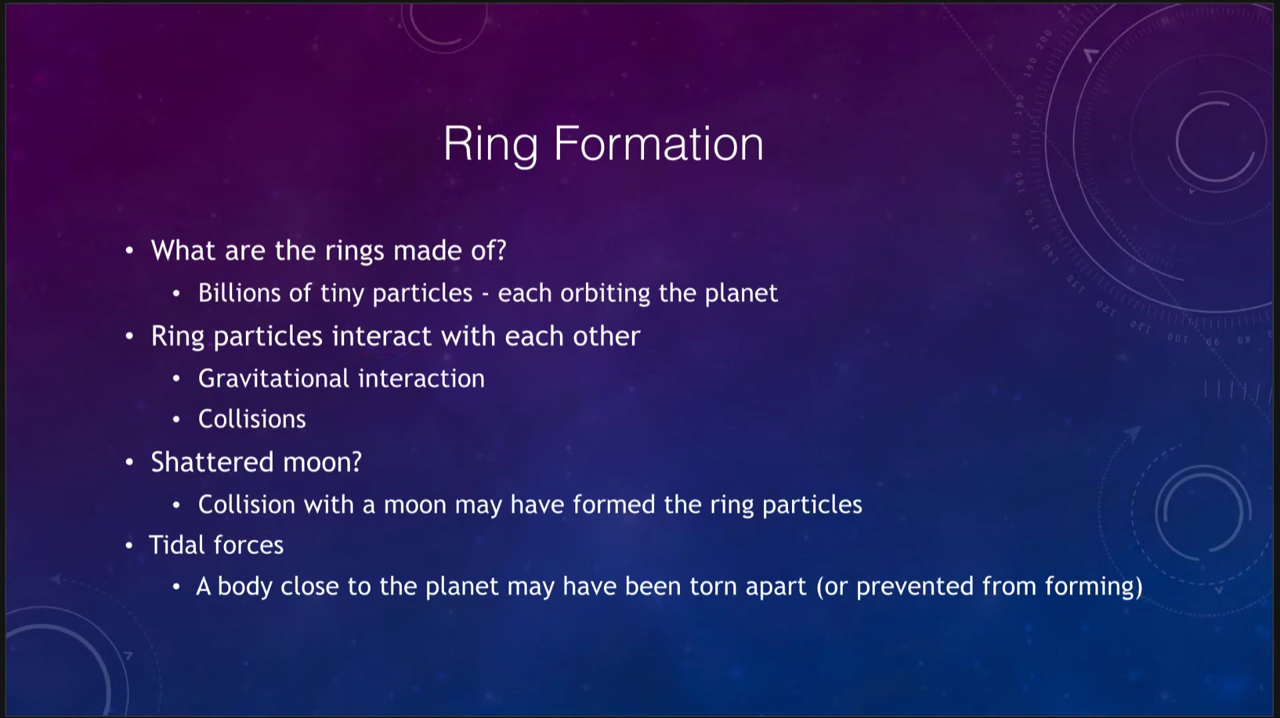 Ring Formation
• What are the rings made of?
• Billions of tiny particles - each orbiting the planet
• Ring particles interact with each other
• Gravitational interaction
• Collisions
• Shattered moon?
• Collision with a moon may have formed the ring particles
• Tidal forces
• A body close to the planet may have been torn apart (or prevented from forming)